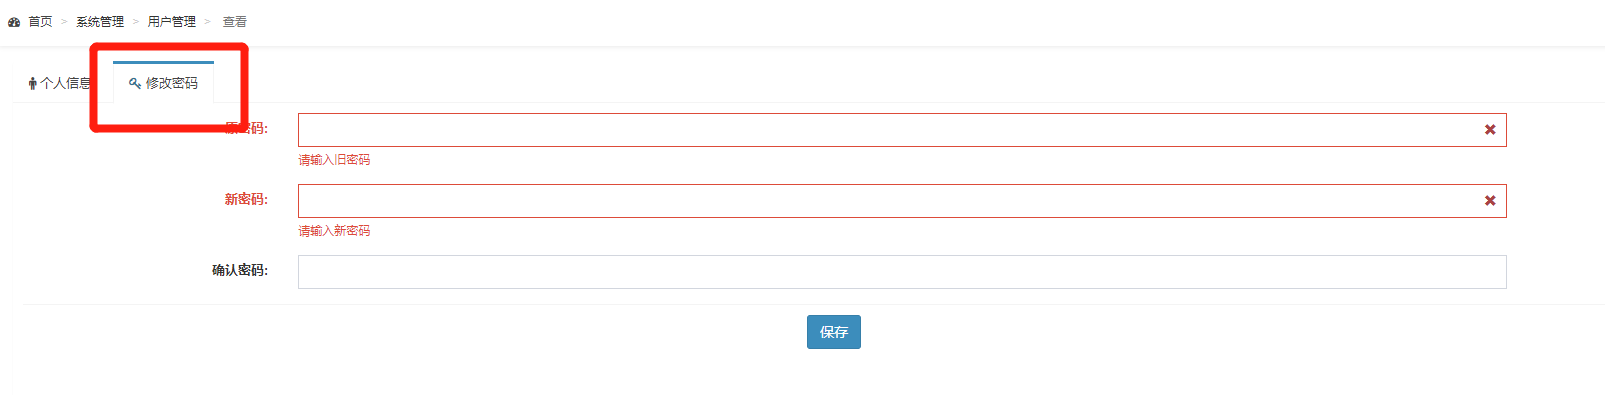 首页 > 系统管理 > 用户管理 > 查看
个人信息 修改密码
原密码:
请输入旧密码
新密码:
请输入新密码
确认密码:
保存